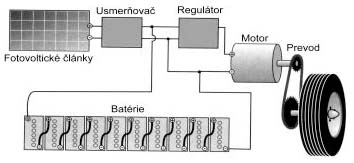 Usmerňovač
Regulátor
Motor
Prevod
Fotovoltické články
Batérie